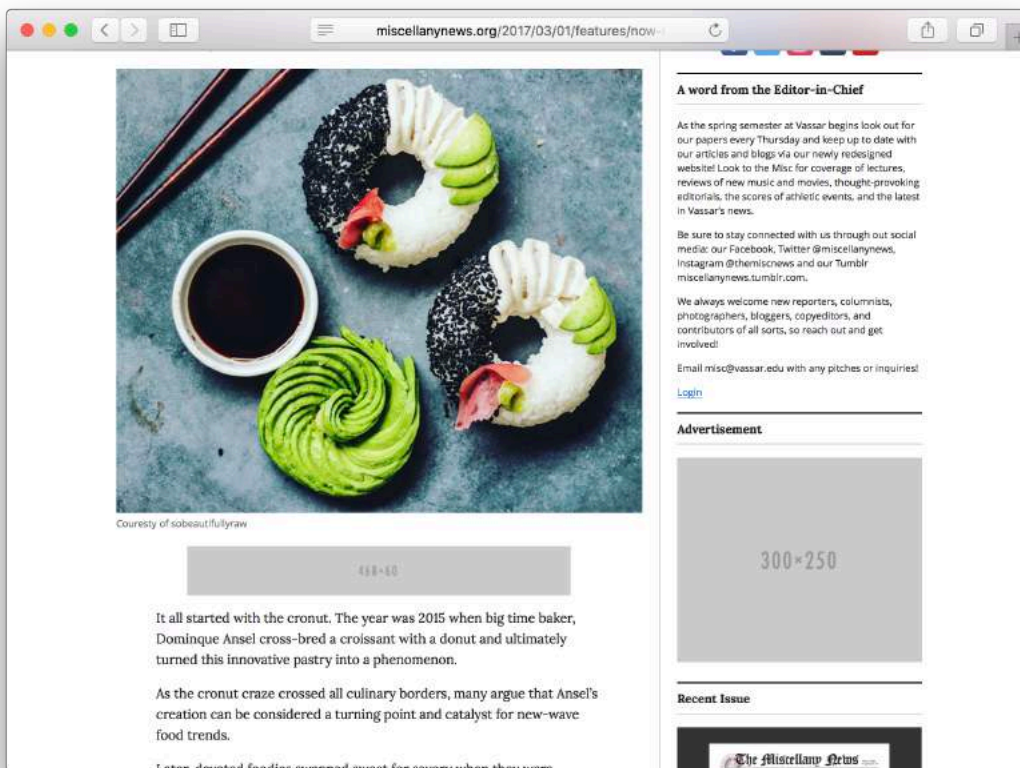 miscellanynews.org/2017/03/01/features/now-
Couresty of sobeautifullyraw
468×60
It all started with the cronut. The year was 2015 when big time baker,
Dominque Ansel cross-bred a croissant with a donut and ultimately
turned this innovative pastry into a phenomenon.
As the cronut craze crossed all culinary borders, many argue that Ansel's
creation can be considered a turning point and catalyst for new-wave
food trends.
A word from the Editor-in-Chief
As the spring semester at Vassar begins look out for
our papers every Thursday and keep up to date with
our articles and blogs via our newly redesigned
website! Look to the Misc for coverage of lectures,
reviews of new music and movies, thought-provoking
editorials, the scores of athletic events, and the latest
in Vassar's news.
Be sure to stay connected with us through out social
media: our Facebook, Twitter @miscellanynews,
Instagram @themiscnews and our Tumblr
miscellanynews.tumblr.com.
We always welcome new reporters, columnists,
photographers, bloggers, copyeditors, and
contributors of all sorts, so reach out and get
involved!
Email misc@vassar.edu with any pitches or inquiries!
Login
Advertisement
300×250
Recent Issue
The Miscellany News